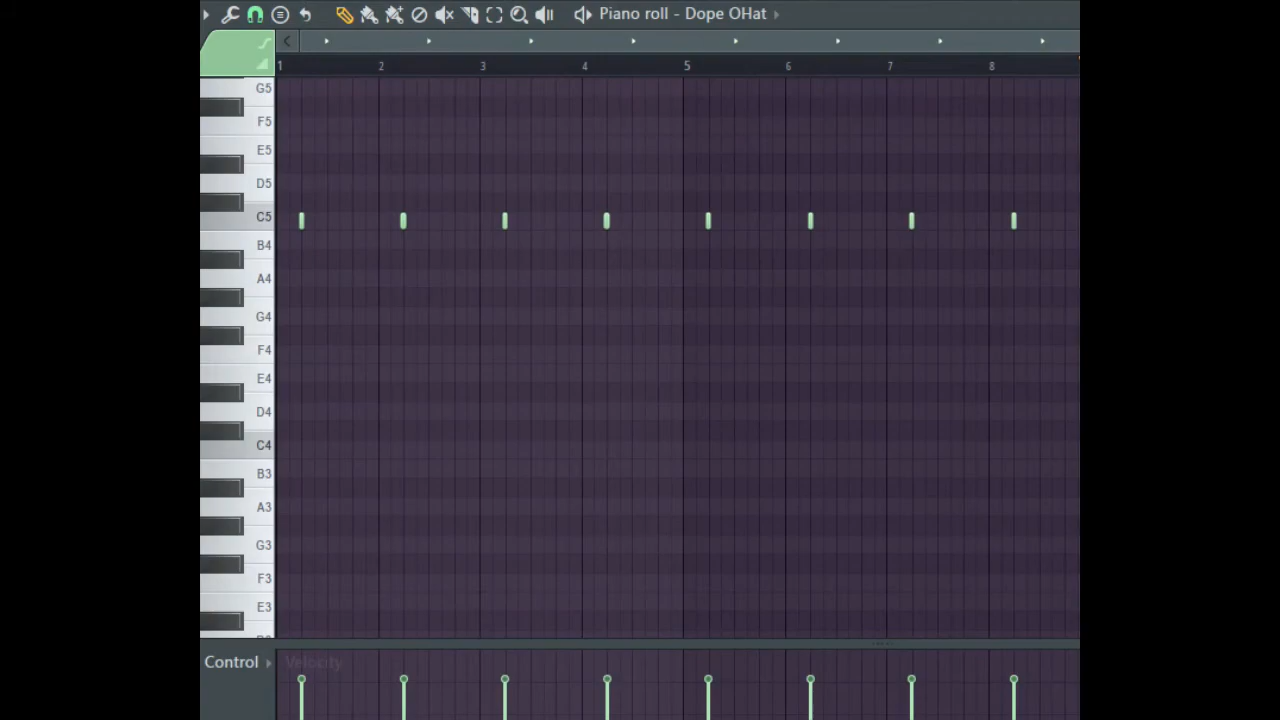 Piano roll - Dope OHat
1 2 3 4 5 6 7 8
G5
F5
E5
D5
C5
B4
A4
G4
F4
E4
D4
C4
B3
A3
G3
F3
E3
Control Velocity